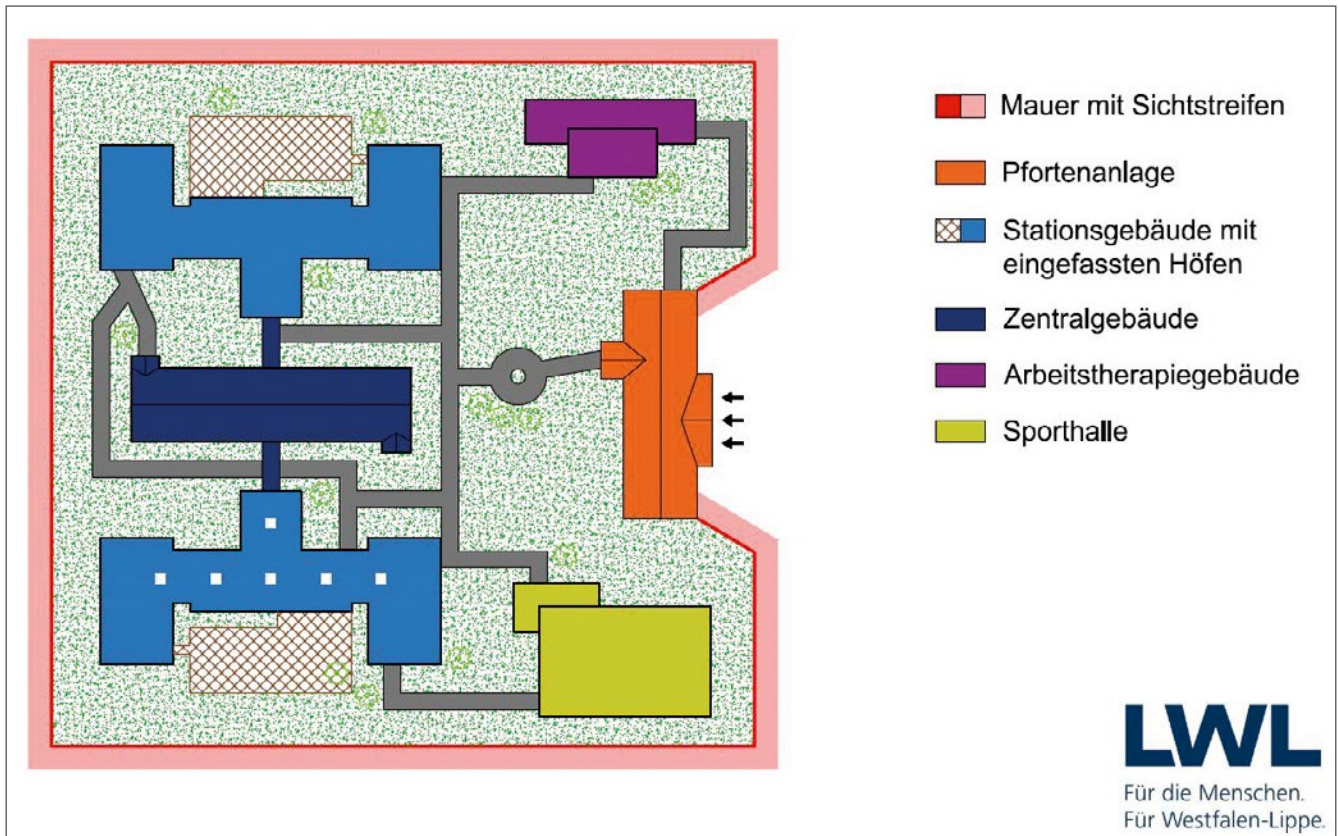 Mauer mit Sichtstreifen
Pfortenanlage
Stationsgebäude mit
eingefassten Höfen
Zentralgebäude
Arbeitstherapiegebäude
Sporthalle
LWL
Für die Menschen.
Für Westfalen-Lippe.